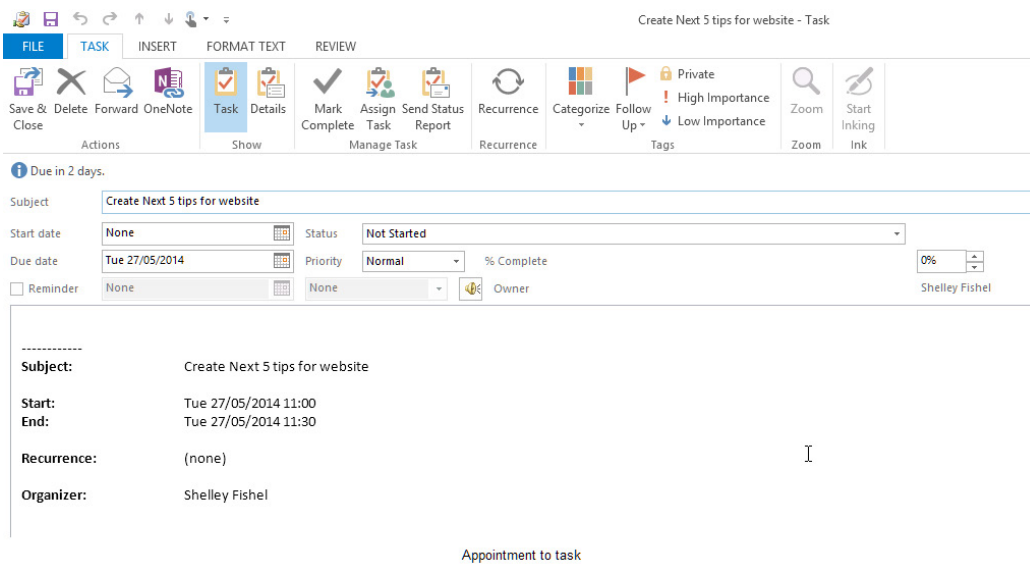 Create Next 5 tips for website - Task
FILE TASK INSERT FORMAT TEXT REVIEW
Save & Close Delete Forward OneNote Task Details Mark Complete Assign Task Send Status Report Recurrence Categorize Follow Up Private High Importance Low Importance Zoom Start Inking
Actions Show Manage Task Recurrence Tags Zoom Ink
Due in 2 days.
Subject Create Next 5 tips for website
Start date None Status Not Started
Due date Tue 27/05/2014 Priority Normal % Complete 0%
Reminder None None Owner Shelley Fishel
------------
Subject: Create Next 5 tips for website
Start: Tue 27/05/2014 11:00
End: Tue 27/05/2014 11:30
Recurrence: (none)
Organizer: Shelley Fishel
Appointment to task